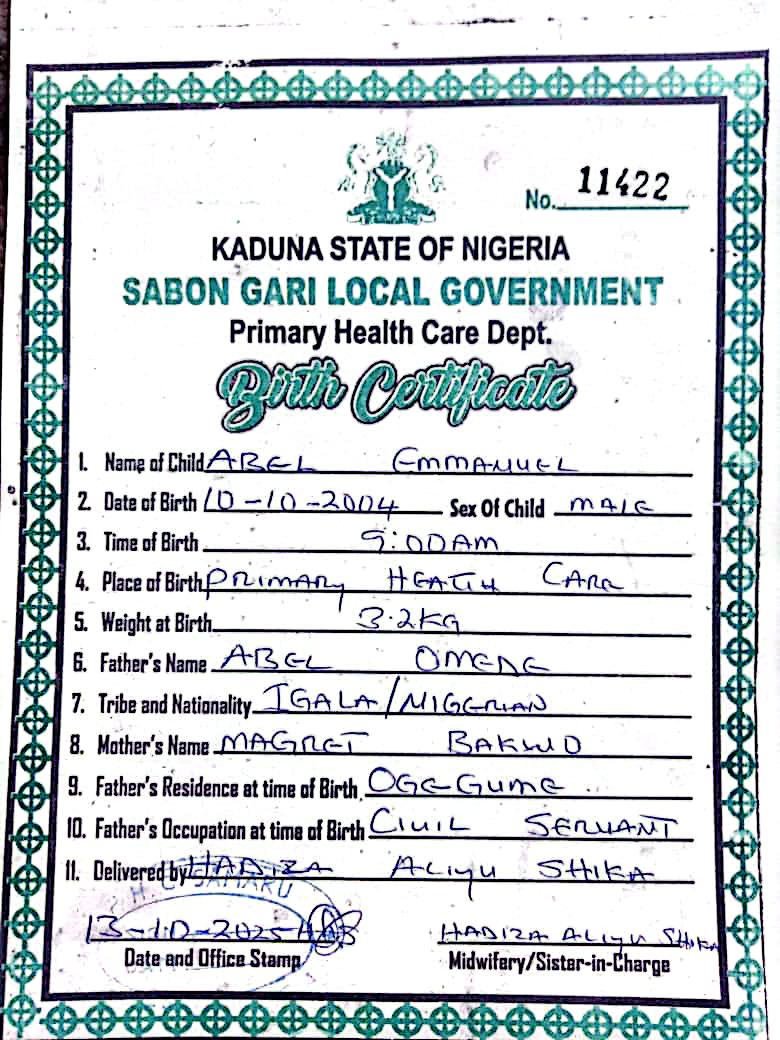 No. 11422
KADUNA STATE OF NIGERIA
SABON GARI LOCAL GOVERNMENT
Primary Health Care Dept.
Birth Certificate
1. Name of Child ABEL EMMANUEL
2. Date of Birth 10-10-2004 Sex Of Child MALE
3. Time of Birth 9:00AM
4. Place of Birth PRIMARY HEATH CARE
5. Weight at Birth 3.2KG
6. Father's Name ABEL OMEDE
7. Tribe and Nationality IGALA/NIGERIAN
8. Mother's Name MAGRET BAKWO
9. Father's Residence at time of Birth OGEGUME
10. Father's Occupation at time of Birth CIVIL SERVANT
11. Delivered by HADIZA ALIYU SHIKA
13-10-2025 HADIZA ALIYU SHIKA
Date and Office Stamp Midwifery/Sister-in-Charge